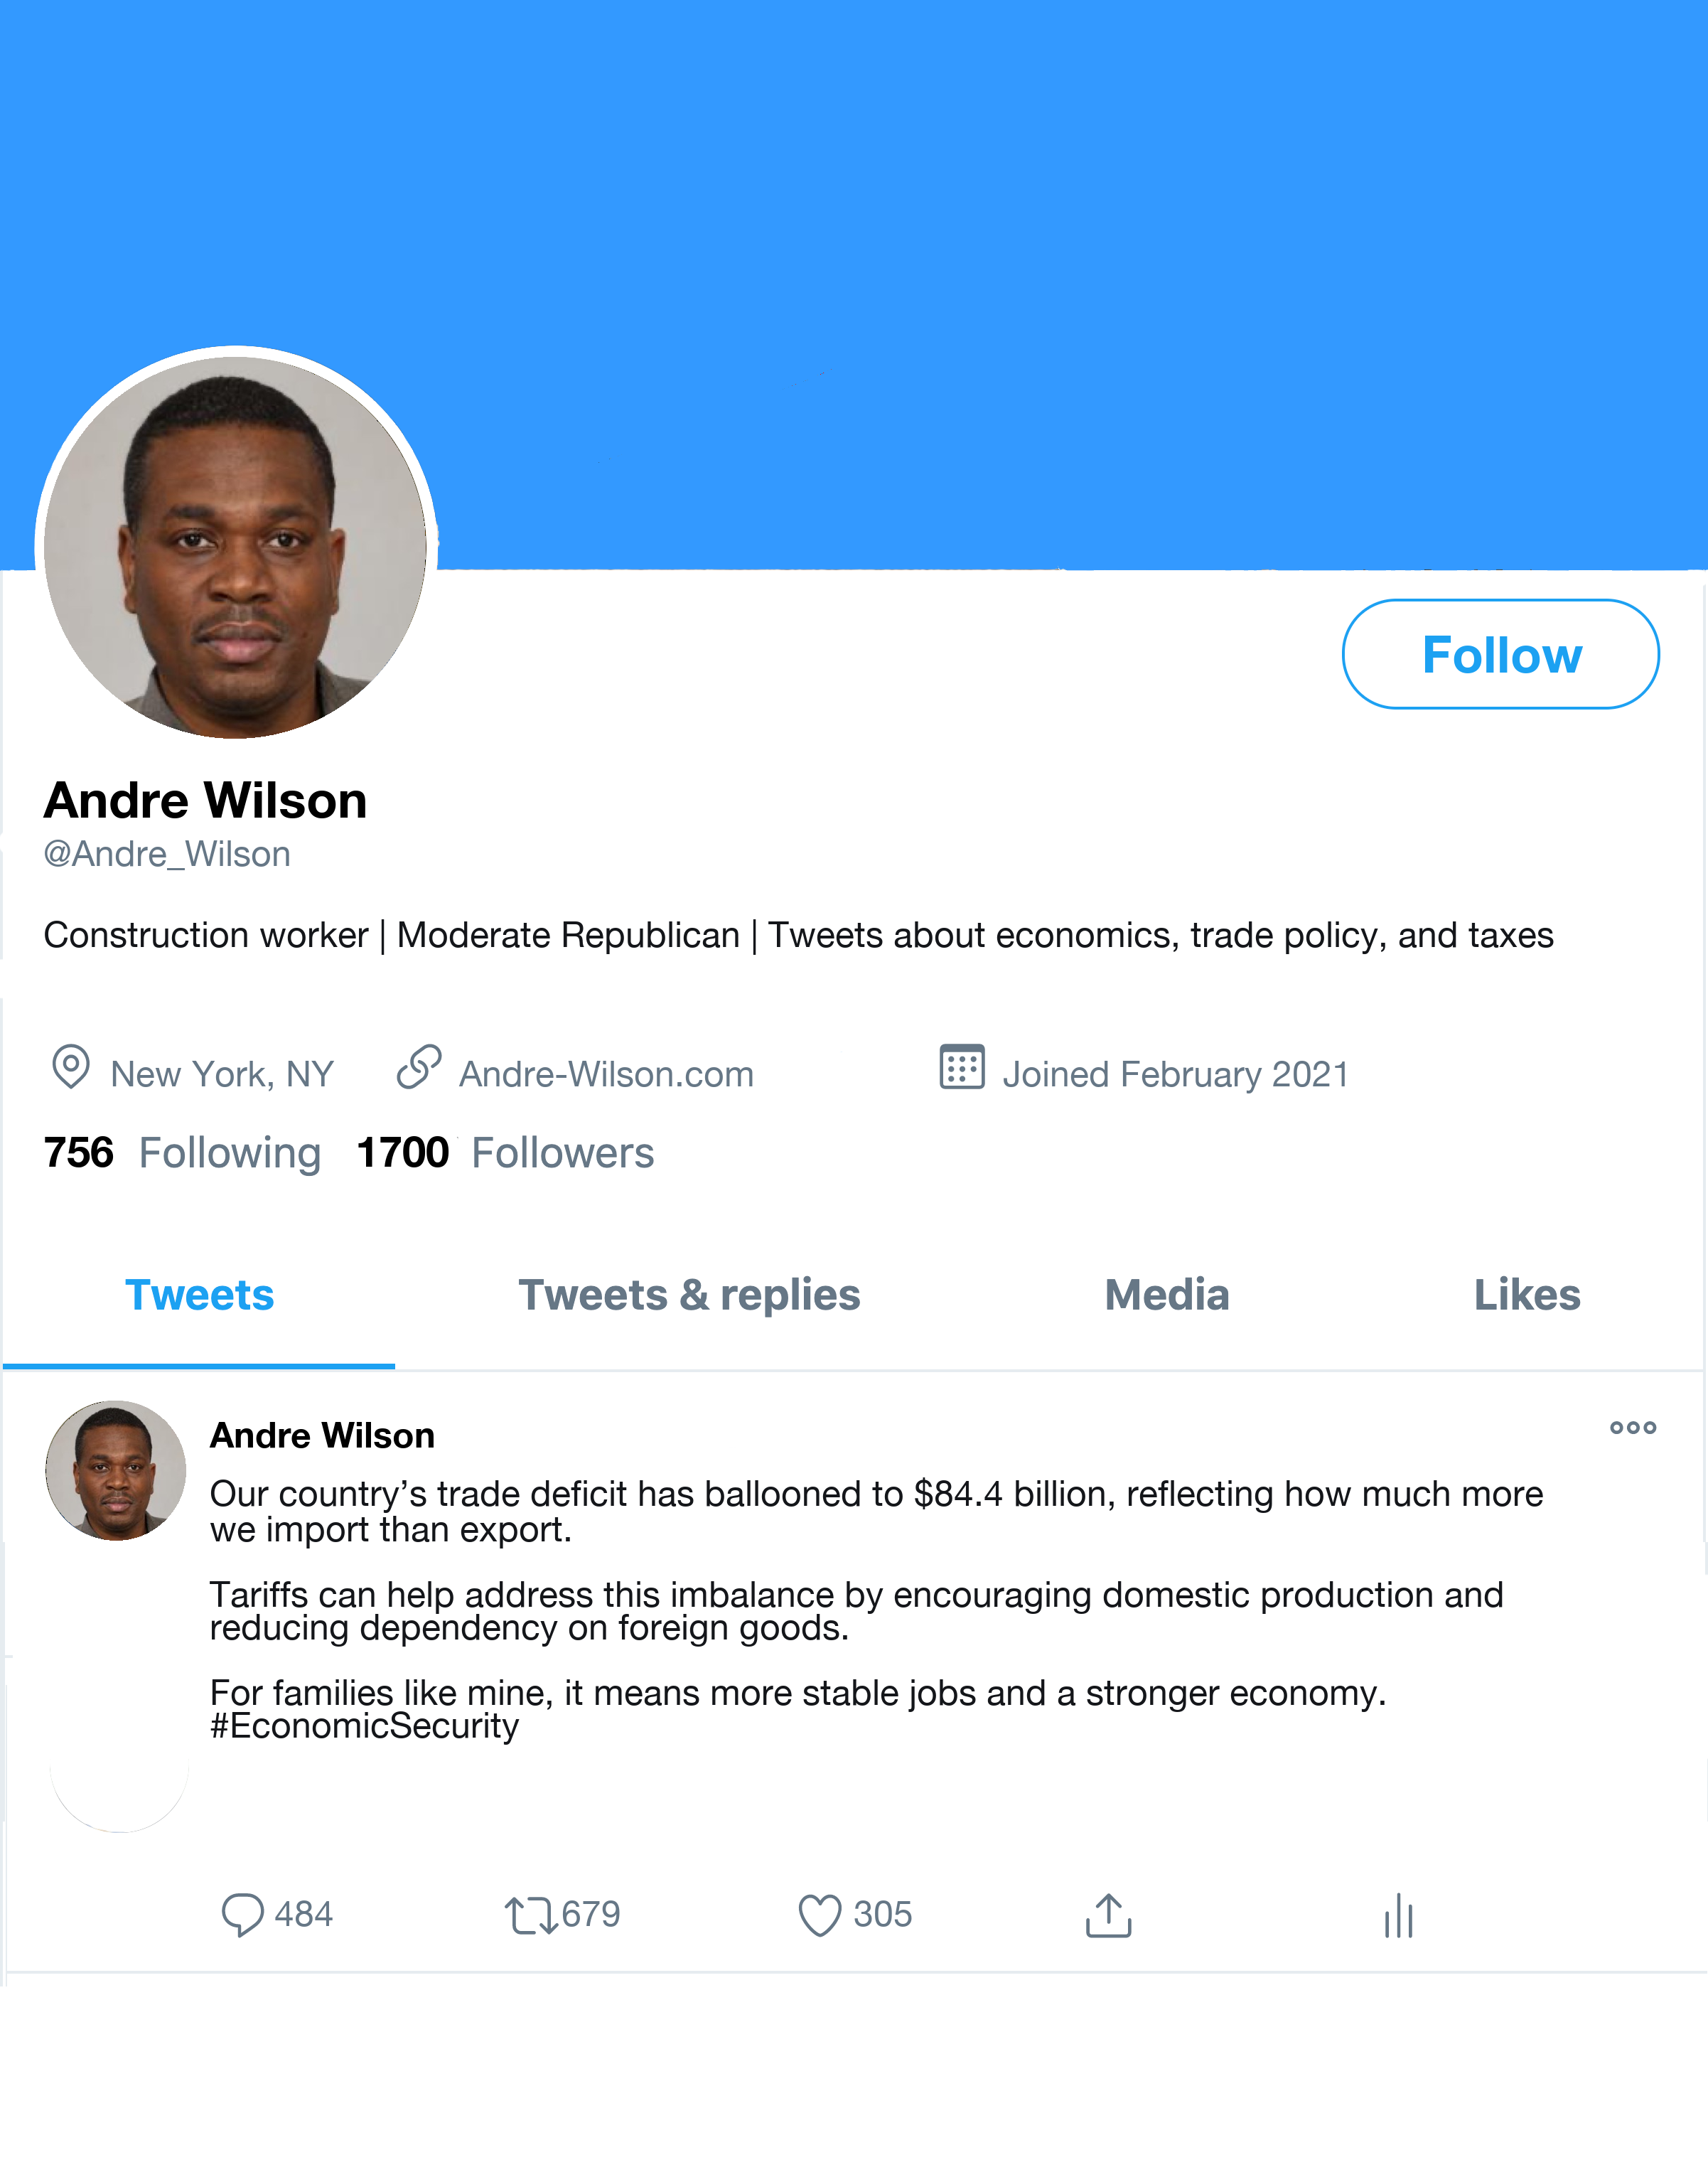 Follow
Andre Wilson
@Andre_Wilson
Construction worker | Moderate Republican | Tweets about economics, trade policy, and taxes
New York, NY Andre-Wilson.com Joined February 2021
756 Following 1700 Followers
Tweets Tweets & replies Media Likes
Andre Wilson
Our country’s trade deficit has ballooned to $84.4 billion, reflecting how much more
we import than export.
Tariffs can help address this imbalance by encouraging domestic production and
reducing dependency on foreign goods.
For families like mine, it means more stable jobs and a stronger economy.
#EconomicSecurity
484 679 305